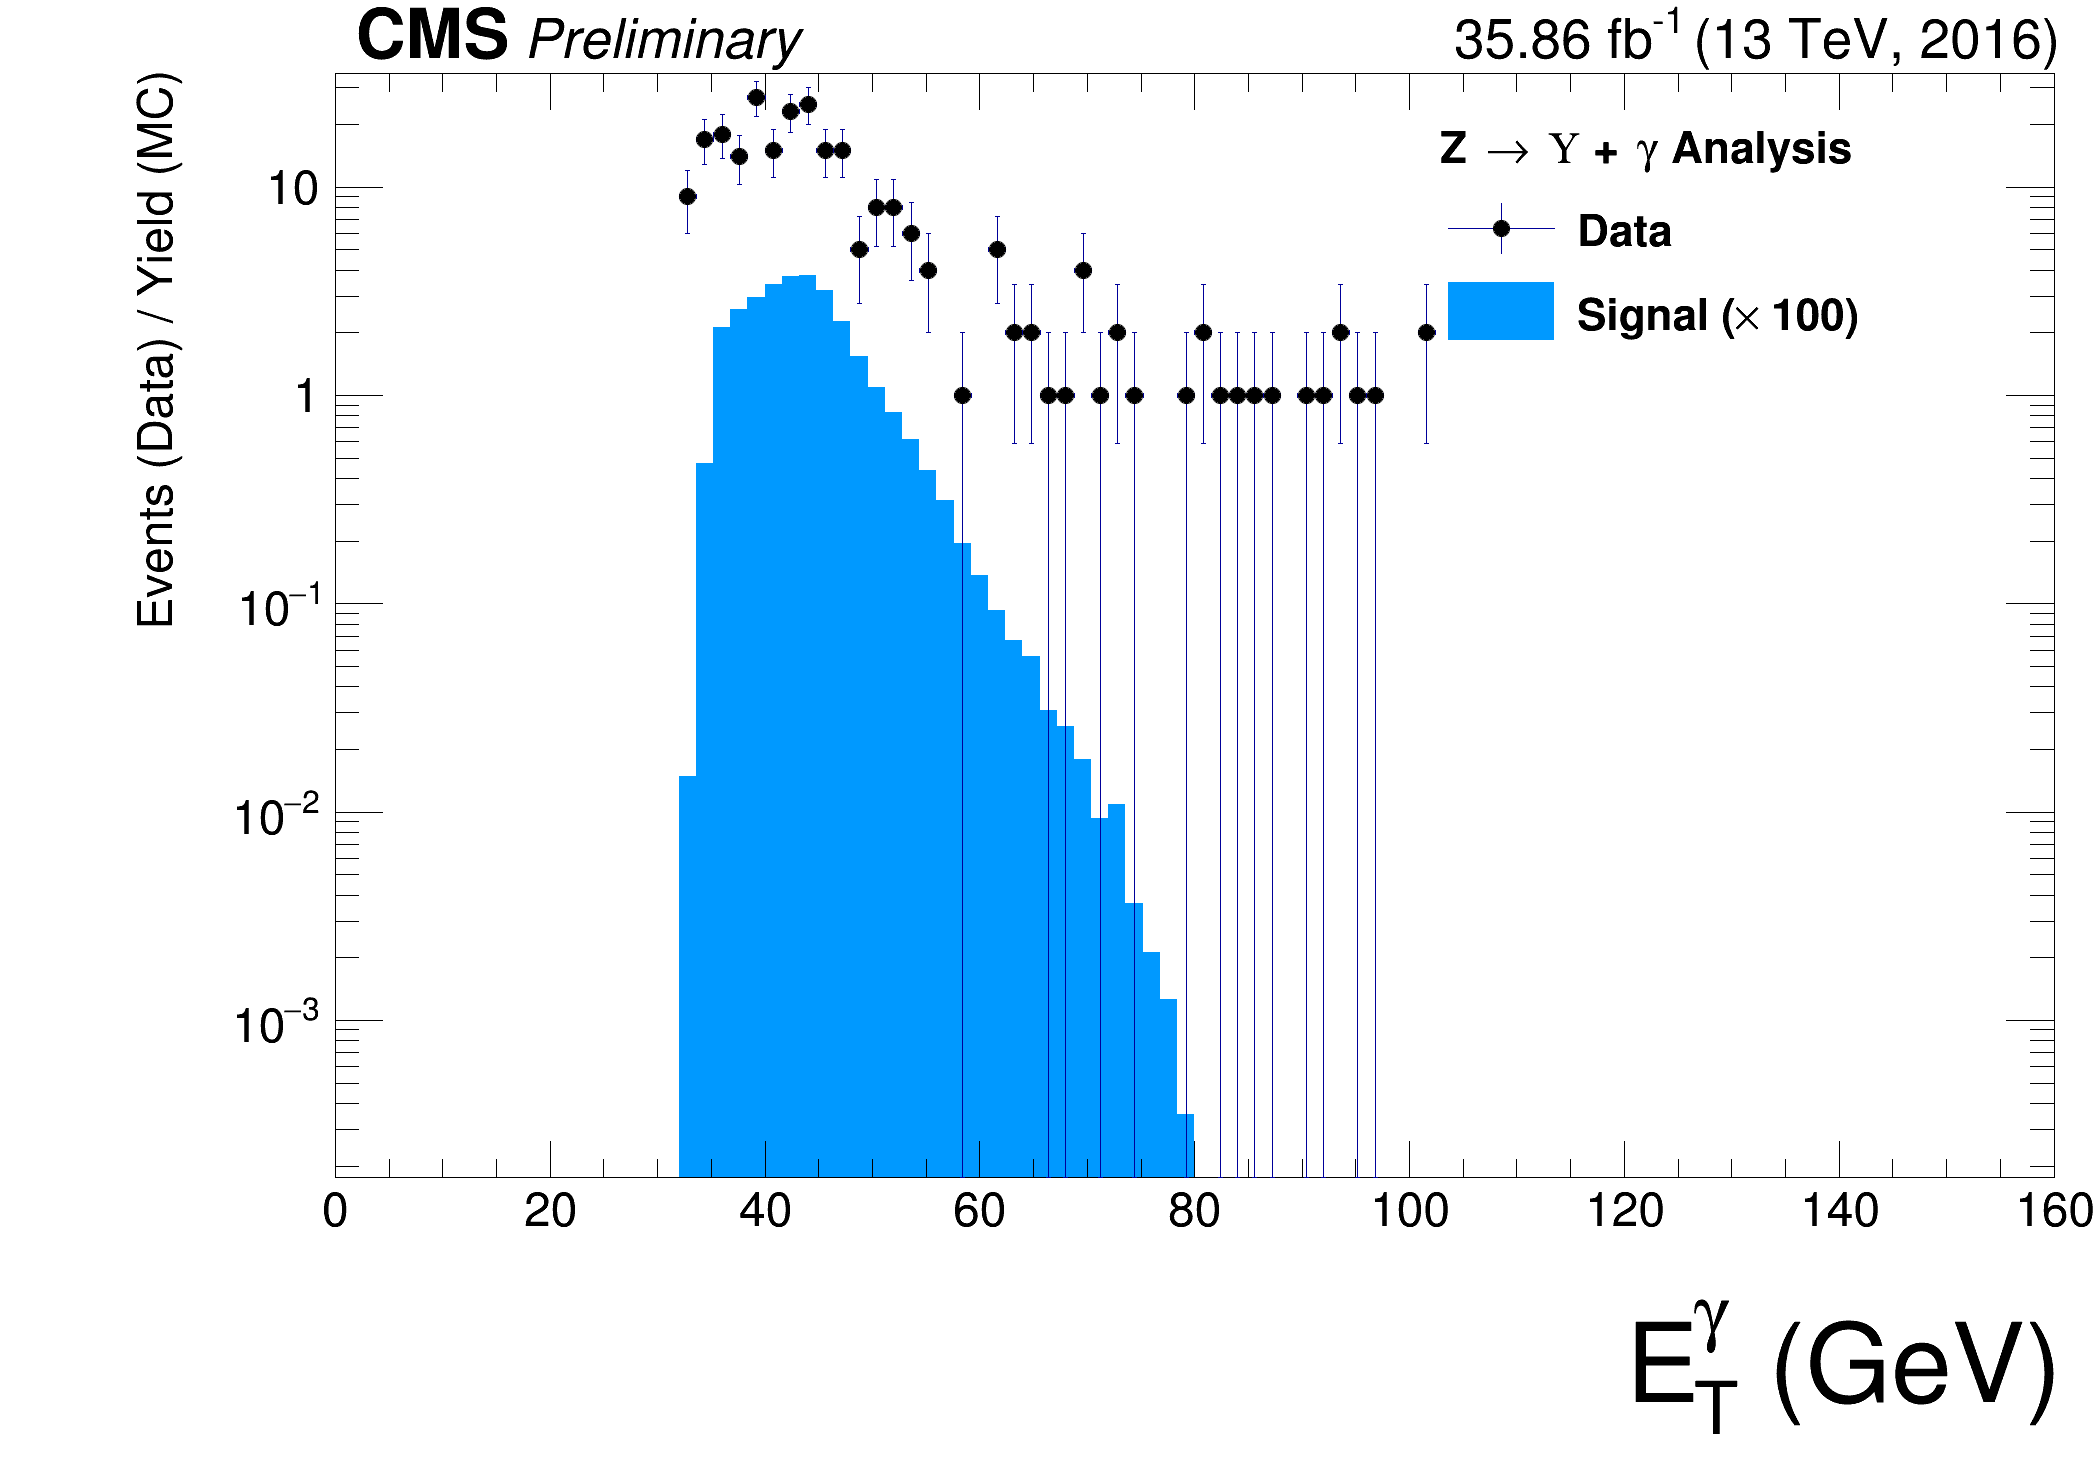 CMS Preliminary 35.86 fb⁻¹ (13 TeV, 2016)
Events (Data) / Yield (MC)
Z → ϒ + γ Analysis
Data
Signal (× 100)
10
1
10⁻¹
10⁻²
10⁻³
0 20 40 60 80 100 120 140 160
E_T^γ (GeV)